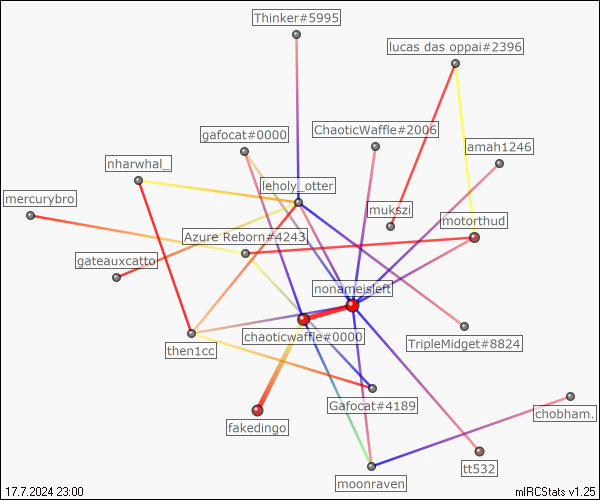 Thinker#5995
lucas das oppai#2396
gafocat#0000
ChaoticWaffle#2006
amah1246
nharwhal_
leholy_otter
mercurybro
mukszi
motorthud
Azure Reborn#4243
gateauxcatto
nonameisleft
chaoticwaffle#0000
then1cc
TripleMidget#8824
Gafocat#4189
chobham.
fakedingo
tt532
moonraven
17.7.2024 23:00
mIRCStats v1.25